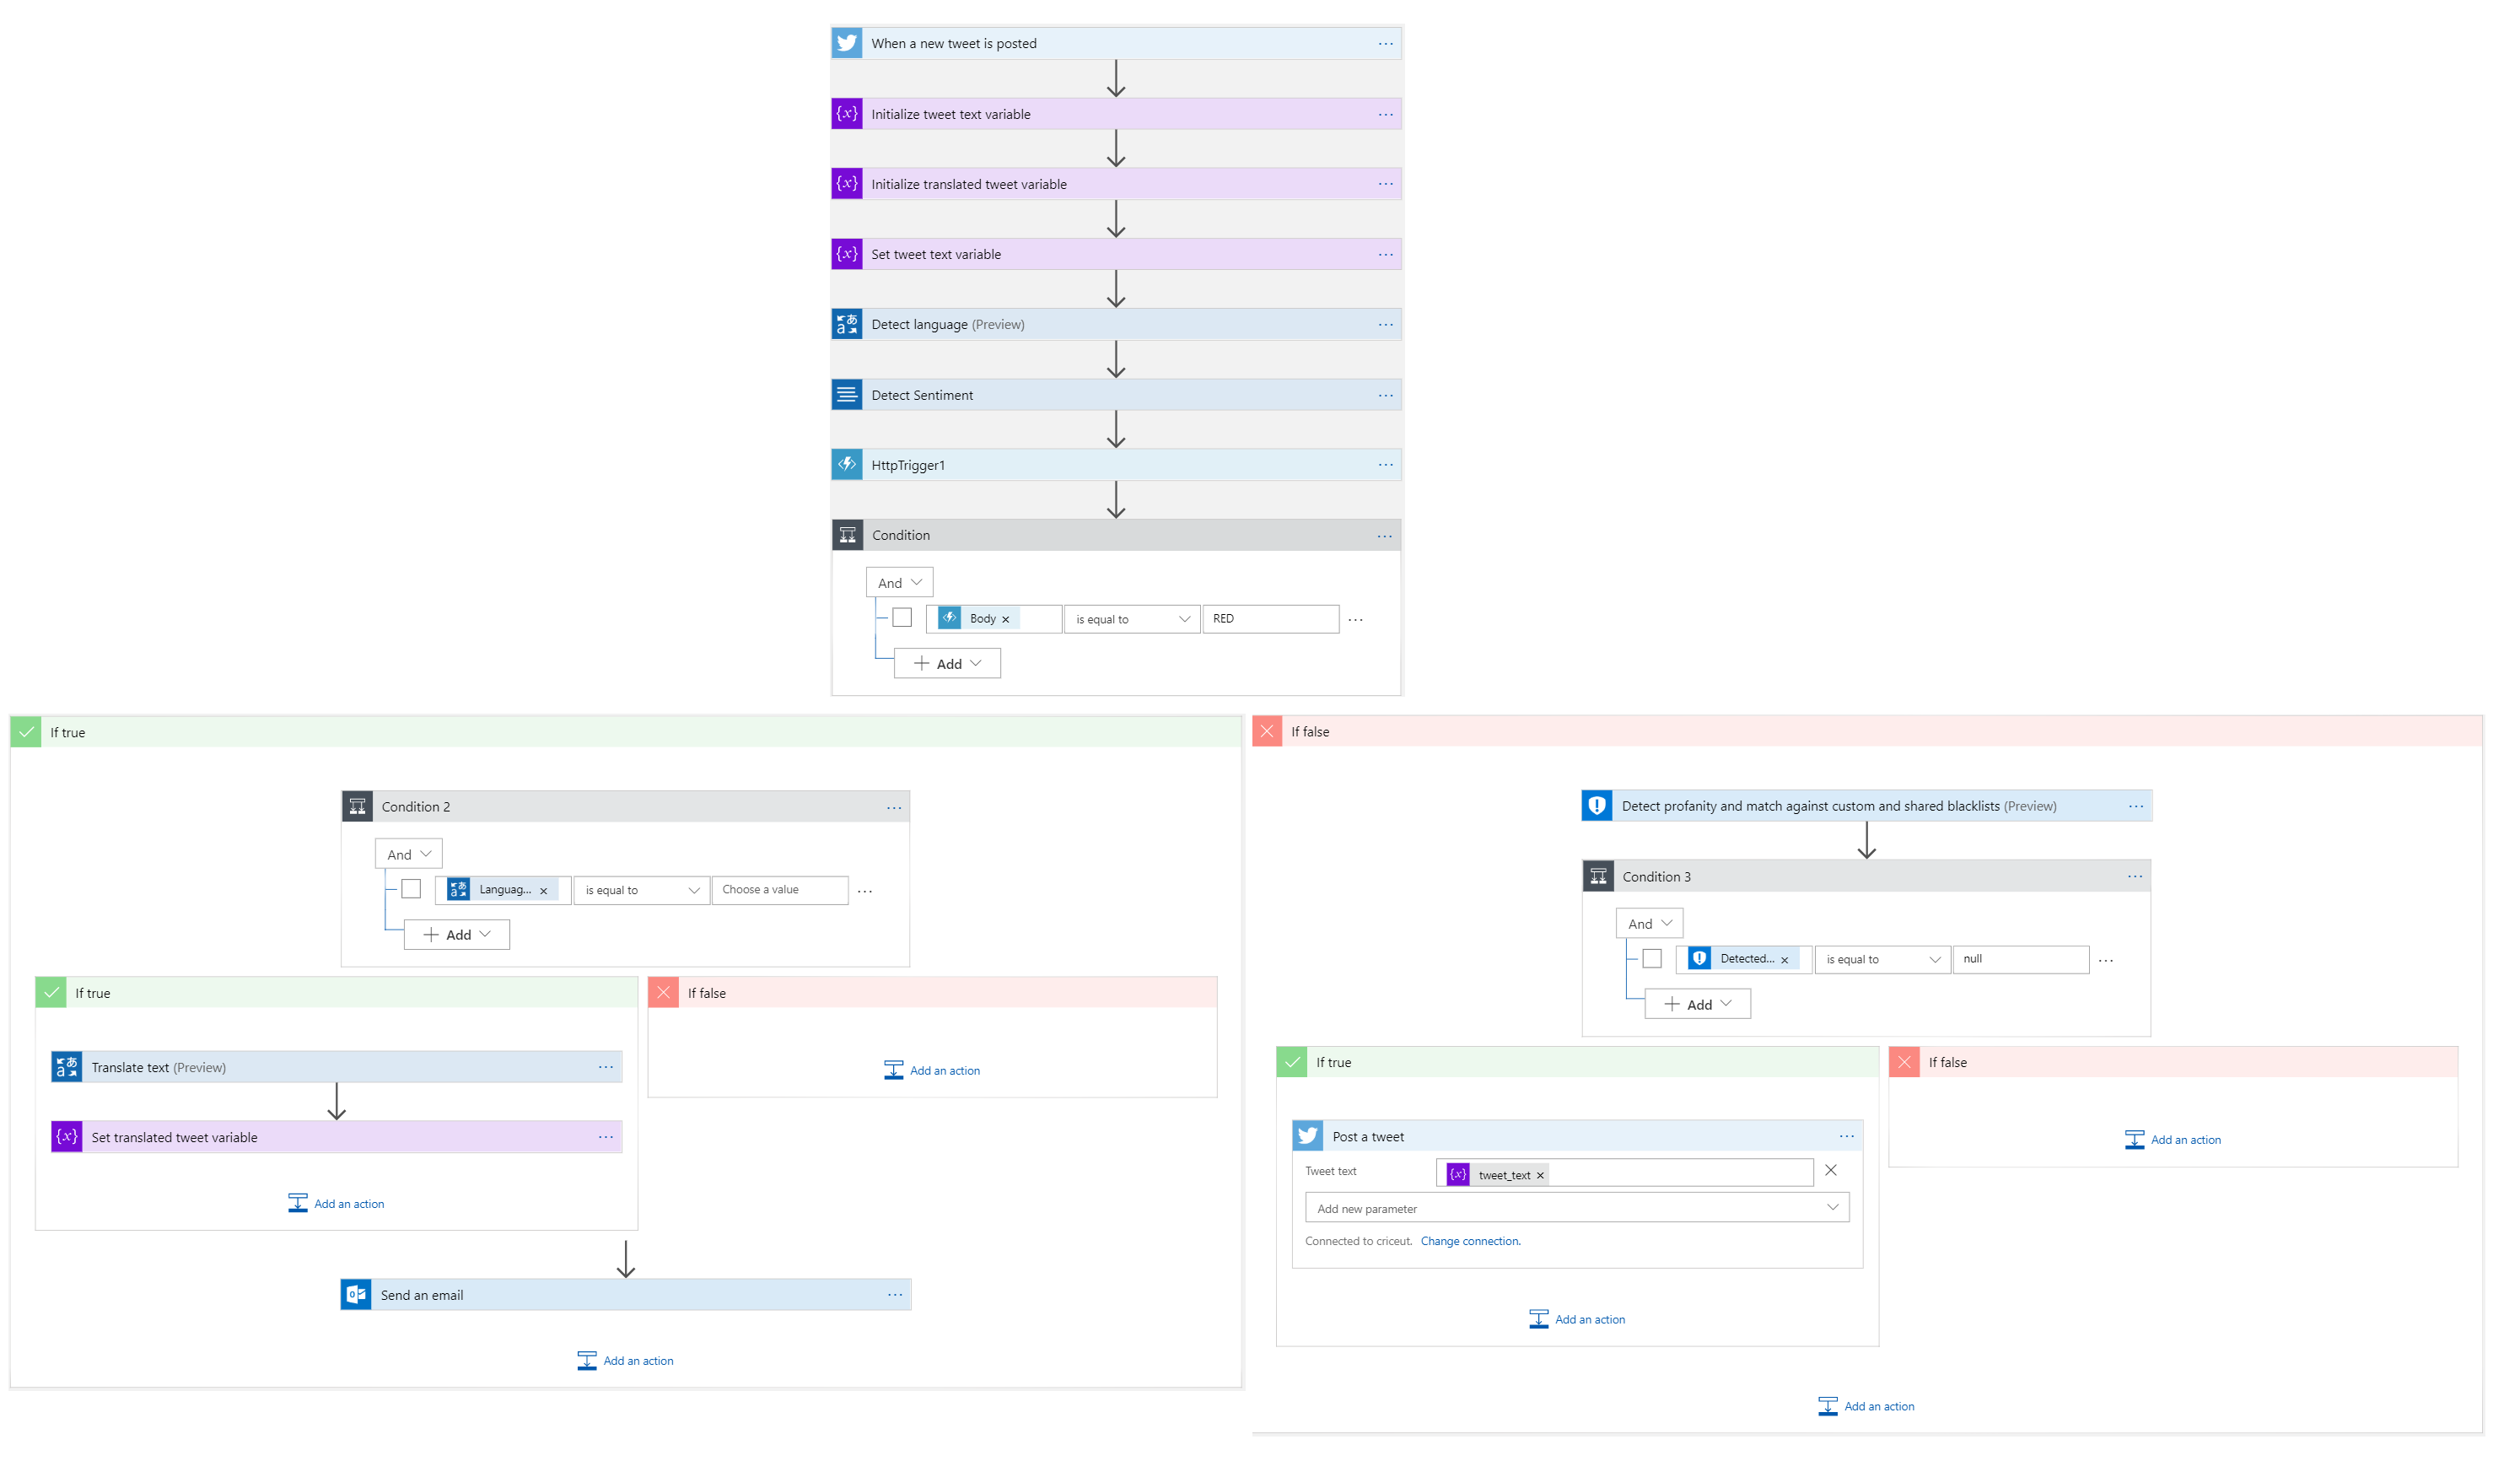 When a new tweet is posted
{x} Initialize tweet text variable
{x} Initialize translated tweet variable
{x} Set tweet text variable
Detect language (Preview)
Detect Sentiment
HttpTrigger1
Condition
And
Body × is equal to RED
+ Add
If true
Condition 2
And
Languag... × is equal to Choose a value
+ Add
If true
Translate text (Preview)
{x} Set translated tweet variable
Add an action
If false
Add an action
Send an email
Add an action
If false
Detect profanity and match against custom and shared blacklists (Preview)
Condition 3
And
Detected... × is equal to null
+ Add
If true
Post a tweet
Tweet text {x} tweet_text ×
Add new parameter
Connected to criceut. Change connection.
Add an action
If false
Add an action
Add an action